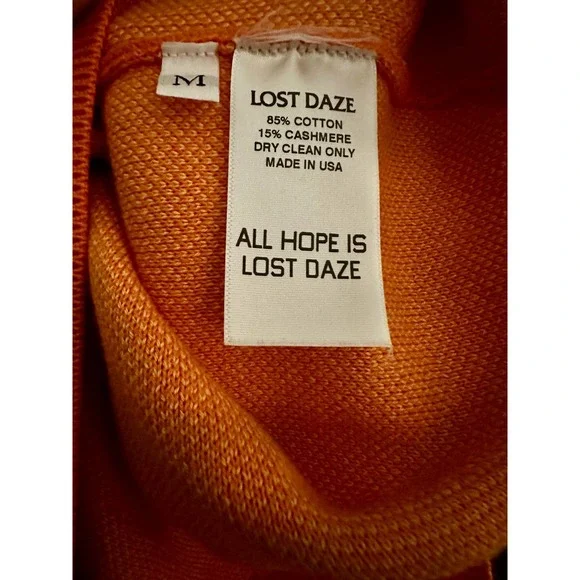 M
LOST DAZE
85% COTTON
15% CASHMERE
DRY CLEAN ONLY
MADE IN USA
ALL HOPE IS
LOST DAZE